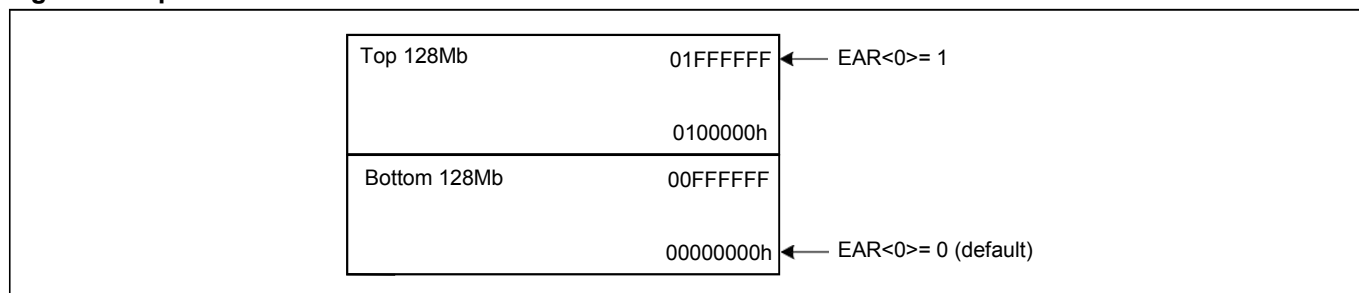 Top 128Mb 01FFFFFF EAR<0>= 1
0100000h
Bottom 128Mb 00FFFFFF
00000000h EAR<0>= 0 (default)